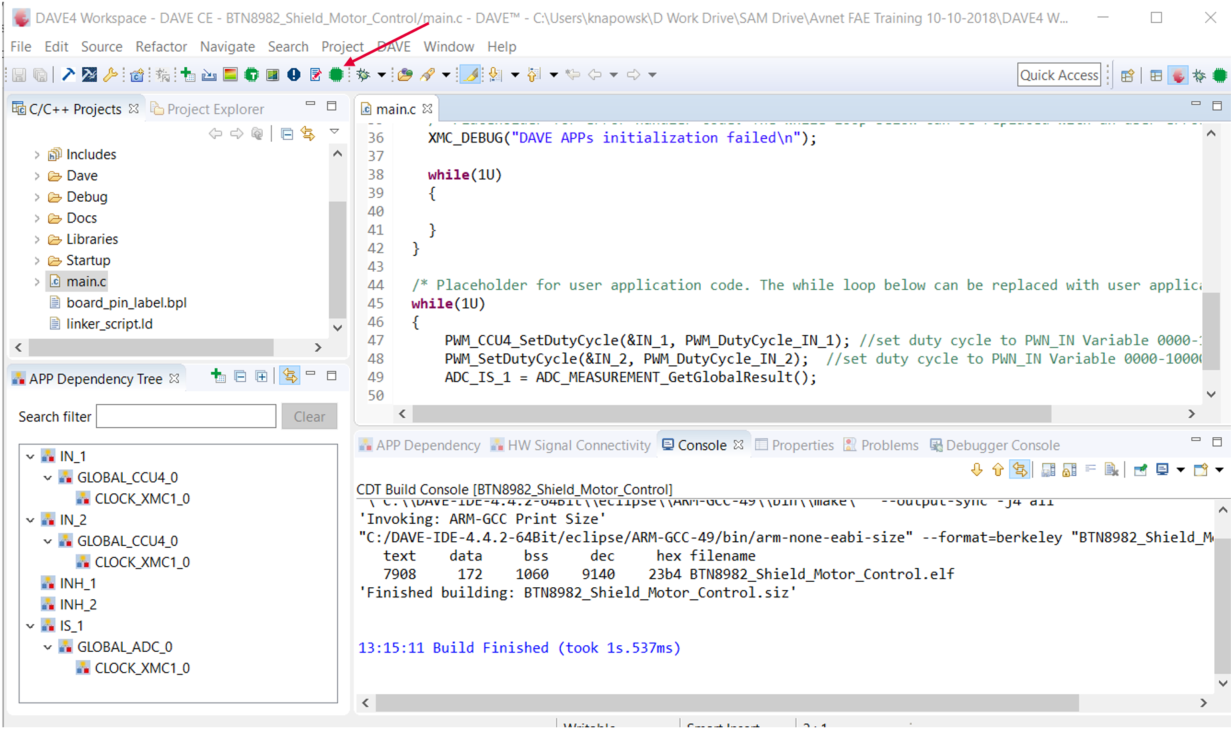 DAVE4 Workspace - DAVE CE - BTN8982_Shield_Motor_Control/main.c - DAVE™ - C:\Users\knapowsk\D Work Drive\SAM Drive\Avnet FAE Training 10-10-2018\DAVE4 W...
File Edit Source Refactor Navigate Search Project DAVE Window Help
Quick Access
C/C++ Projects Project Explorer
Includes
Dave
Debug
Docs
Libraries
Startup
main.c
board_pin_label.bpl
linker_script.ld
APP Dependency Tree
Search filter Clear
IN_1
GLOBAL_CCU4_0
CLOCK_XMC1_0
IN_2
GLOBAL_CCU4_0
CLOCK_XMC1_0
INH_1
INH_2
IS_1
GLOBAL_ADC_0
CLOCK_XMC1_0
main.c
36 XMC_DEBUG("DAVE APPs initialization failed\n");
37
38 while(1U)
39 {
40
41 }
42 }
43
44 /* Placeholder for user application code. The while loop below can be replaced with user applica
45 while(1U)
46 {
47 PWM_CCU4_SetDutyCycle(&IN_1, PWM_DutyCycle_IN_1); //set duty cycle to PWN_IN Variable 0000-1
48 PWM_SetDutyCycle(&IN_2, PWM_DutyCycle_IN_2); //set duty cycle to PWN_IN Variable 0000-10000
49 ADC_IS_1 = ADC_MEASUREMENT_GetGlobalResult();
50
APP Dependency HW Signal Connectivity Console Properties Problems Debugger Console
CDT Build Console [BTN8982_Shield_Motor_Control]
'Invoking: ARM-GCC Print Size'
"C:/DAVE-IDE-4.4.2-64Bit/eclipse/ARM-GCC-49/bin/arm-none-eabi-size" --format=berkeley "BTN8982_Shield_M
text data bss dec hex filename
7908 172 1060 9140 23b4 BTN8982_Shield_Motor_Control.elf
'Finished building: BTN8982_Shield_Motor_Control.siz'
13:15:11 Build Finished (took 1s.537ms)